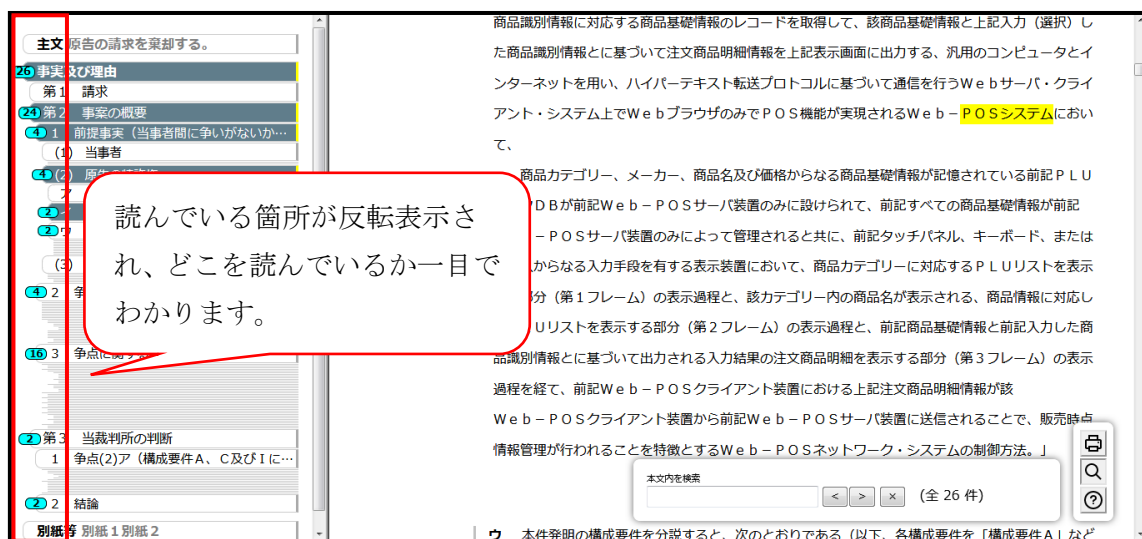 主文 原告の請求を棄却する。
26 事実及び理由
第1 請求
24 第2 事案の概要
4 1 前提事実（当事者間に争いがないか…
(1) 当事者
4 (2)
ア
2
2 ウ
(3)
4 2 争
16 3 争点に関する
2 第3 当裁判所の判断
1 争点(2)ア（構成要件A、C及びIに…
2 2 結論
別紙等 別紙1別紙2
読んでいる箇所が反転表示さ
れ、どこを読んでいるか一目で
わかります。
商品識別情報に対応する商品基礎情報のレコードを取得して、該商品基礎情報と上記入力（選択）し
た商品識別情報とに基づいて注文商品明細情報を上記表示画面に出力する、汎用のコンピュータとイ
ンターネットを用い、ハイパーテキスト転送プロトコルに基づいて通信を行うＷｅｂサーバ・クライ
アント・システム上でＷｅｂブラウザのみでＰＯＳ機能が実現されるＷｅｂ－ＰＯＳシステムにおい
て、
商品カテゴリー、メーカー、商品名及び価格からなる商品基礎情報が記憶されている前記ＰＬＵ
ＤＢが前記Ｗｅｂ－ＰＯＳサーバ装置のみに設けられて、前記すべての商品基礎情報が前記
－ＰＯＳサーバ装置のみによって管理されると共に、前記タッチパネル、キーボード、または
からなる入力手段を有する表示装置において、商品カテゴリーに対応するＰＬＵリストを表示
分（第１フレーム）の表示過程と、該カテゴリー内の商品名が表示される、商品情報に対応し
Ｕリストを表示する部分（第２フレーム）の表示過程と、前記商品基礎情報と前記入力した商
品識別情報とに基づいて出力される入力結果の注文商品明細を表示する部分（第３フレーム）の表示
過程を経て、前記Ｗｅｂ－ＰＯＳクライアント装置における上記注文商品明細情報が該
Ｗｅｂ－ＰＯＳクライアント装置から前記Ｗｅｂ－ＰＯＳサーバ装置に送信されることで、販売時点
情報管理が行われることを特徴とするＷｅｂ－ＰＯＳネットワーク・システムの制御方法。」
本文内を検索
< > × (全 26 件)
ウ 本件発明の構成要件を分説すると、次のとおりである（以下、各構成要件を「構成要件Ａ」など